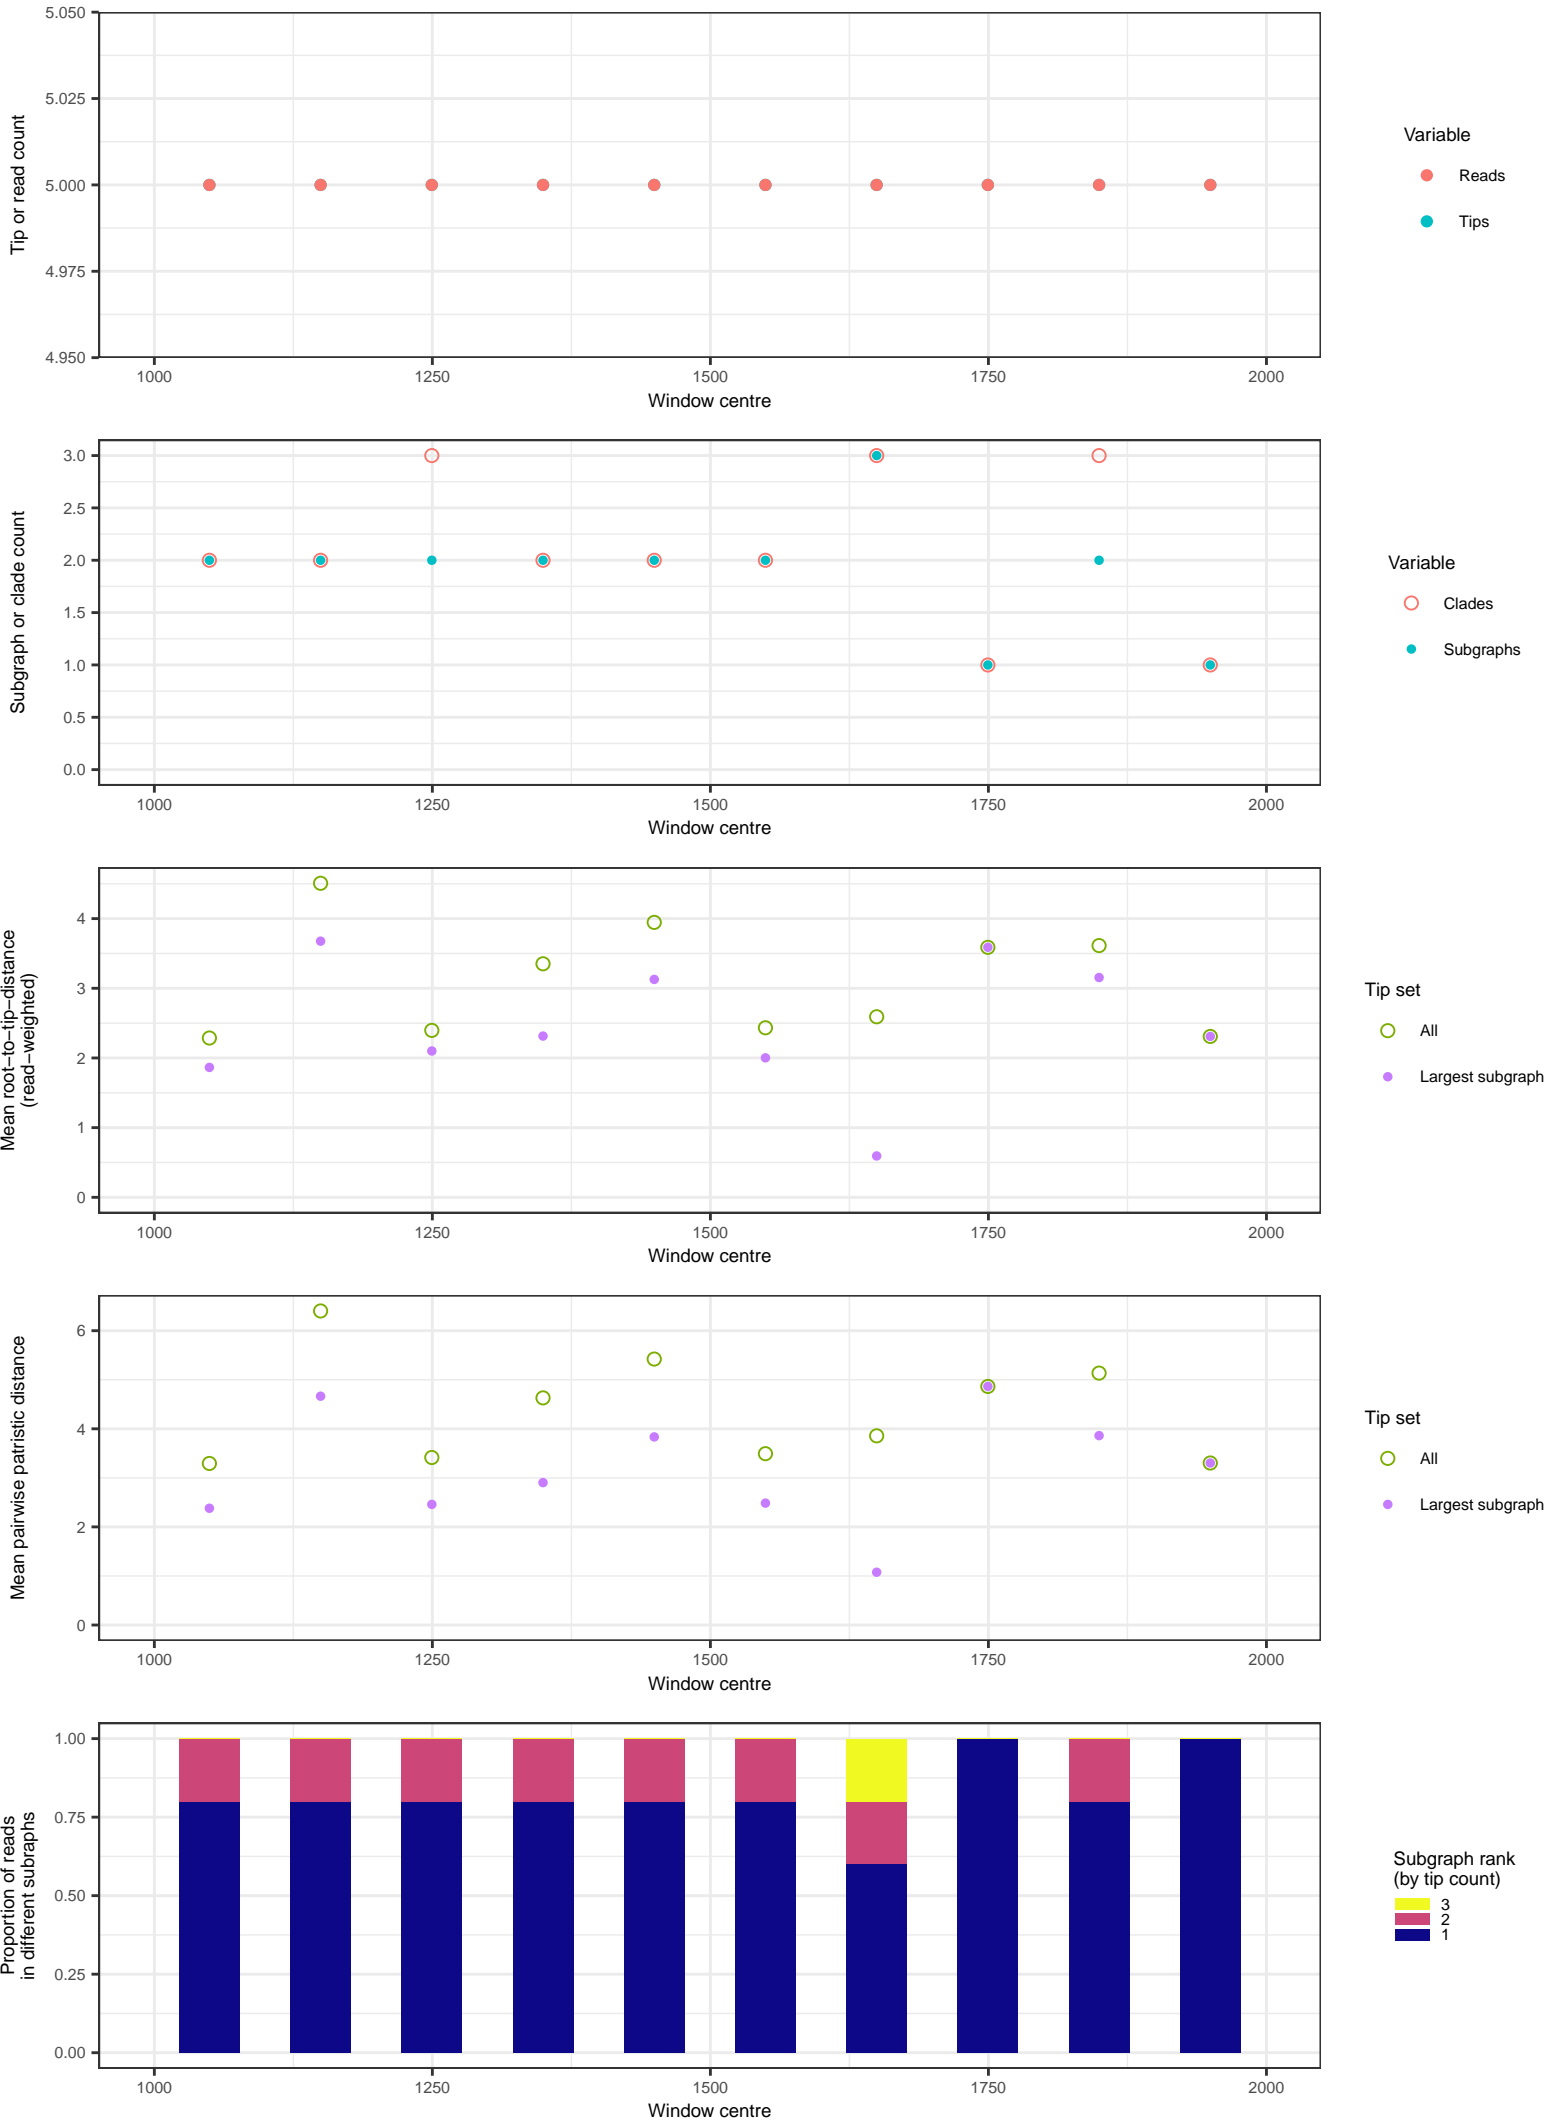 5.050
5.025
5.000
4.975
4.950
Tip or read count
1000 1250 1500 1750 2000
Window centre
Variable
Reads
Tips
3.0
2.5
2.0
1.5
1.0
0.5
0.0
Subgraph or clade count
1000 1250 1500 1750 2000
Window centre
Variable
Clades
Subgraphs
4
3
2
1
0
Mean root−to−tip−distance
(read−weighted)
1000 1250 1500 1750 2000
Window centre
Tip set
All
Largest subgraph
6
4
2
0
Mean pairwise patristic distance
1000 1250 1500 1750 2000
Window centre
Tip set
All
Largest subgraph
1.00
0.75
0.50
0.25
0.00
Proportion of reads
in different subraphs
1000 1250 1500 1750 2000
Window centre
Subgraph rank
(by tip count)
3
2
1